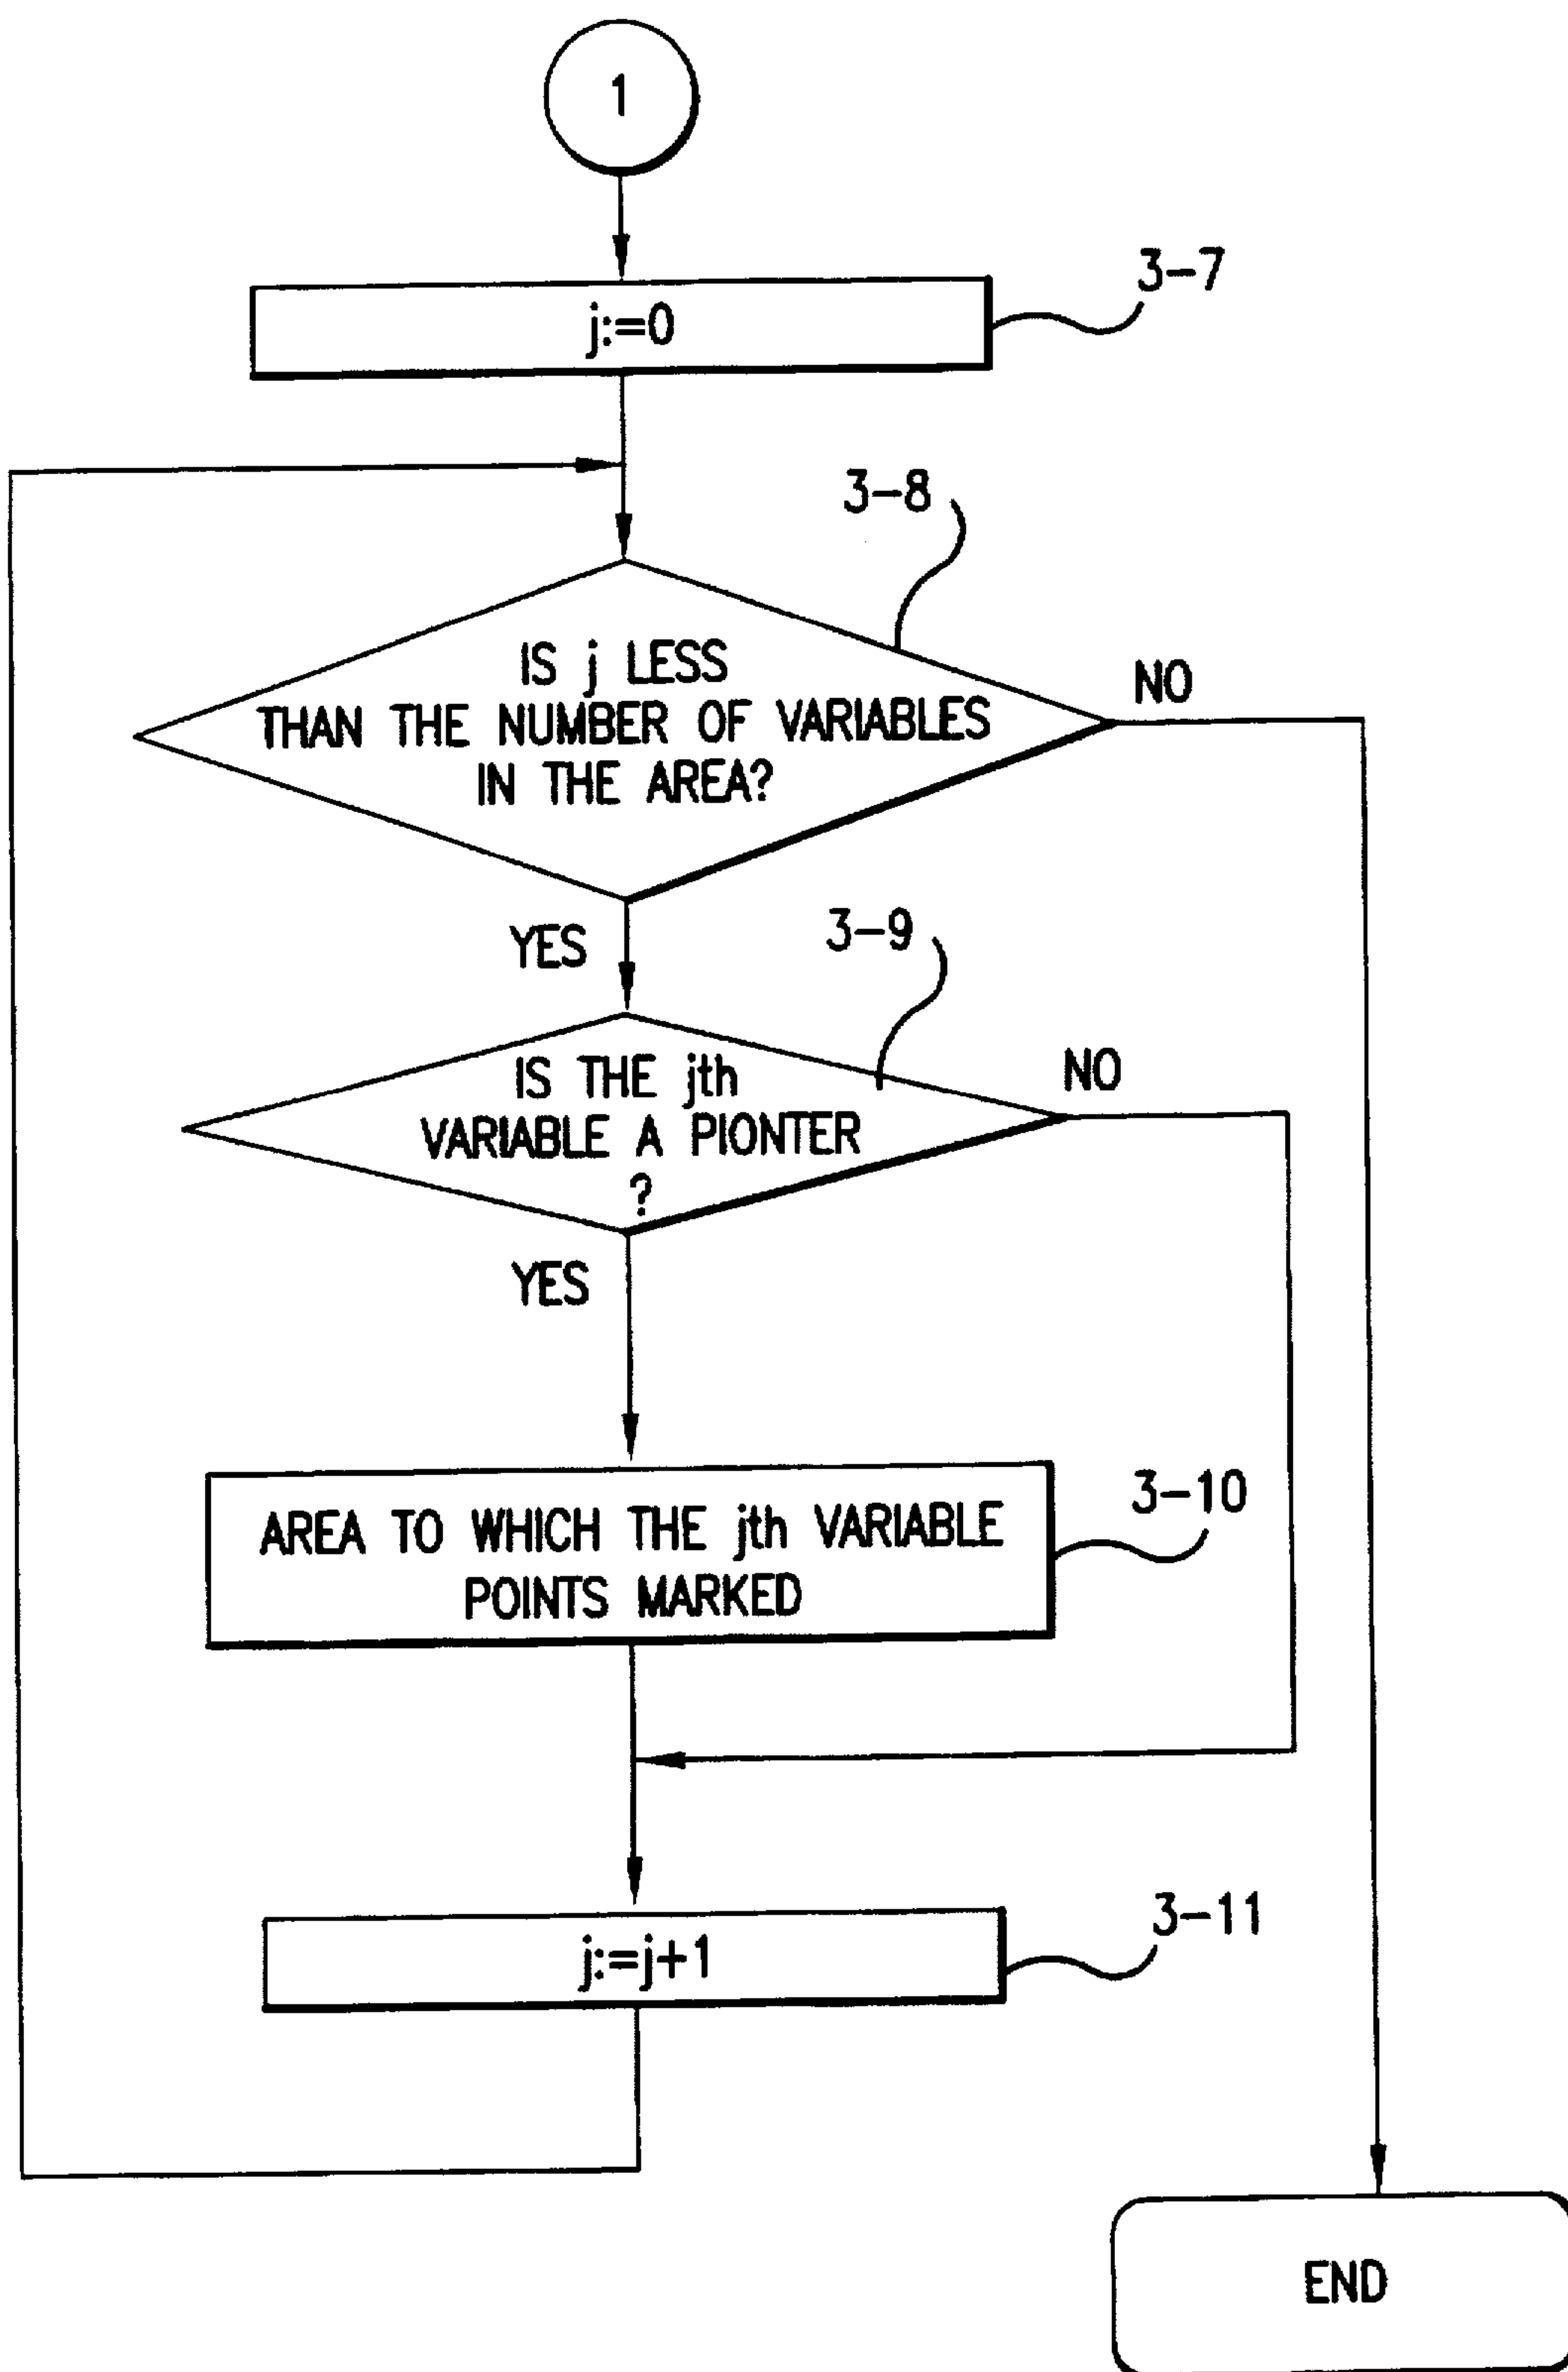 1
3-7
j:=0
3-8
IS j LESS
THAN THE NUMBER OF VARIABLES
IN THE AREA?
NO
YES
3-9
IS THE jth
VARIABLE A PIONTER
?
NO
YES
3-10
AREA TO WHICH THE jth VARIABLE
POINTS MARKED
3-11
j:=j+1
END